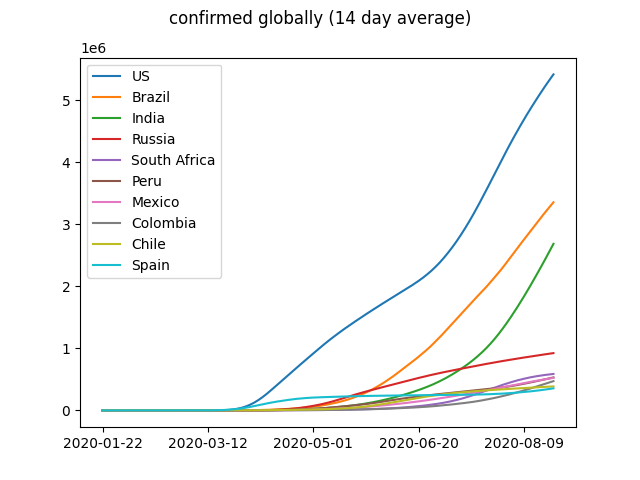 confirmed globally (14 day average)
1e6
US
Brazil
India
Russia
South Africa
Peru
Mexico
Colombia
Chile
Spain
5
4
3
2
1
0
2020-01-22 2020-03-12 2020-05-01 2020-06-20 2020-08-09